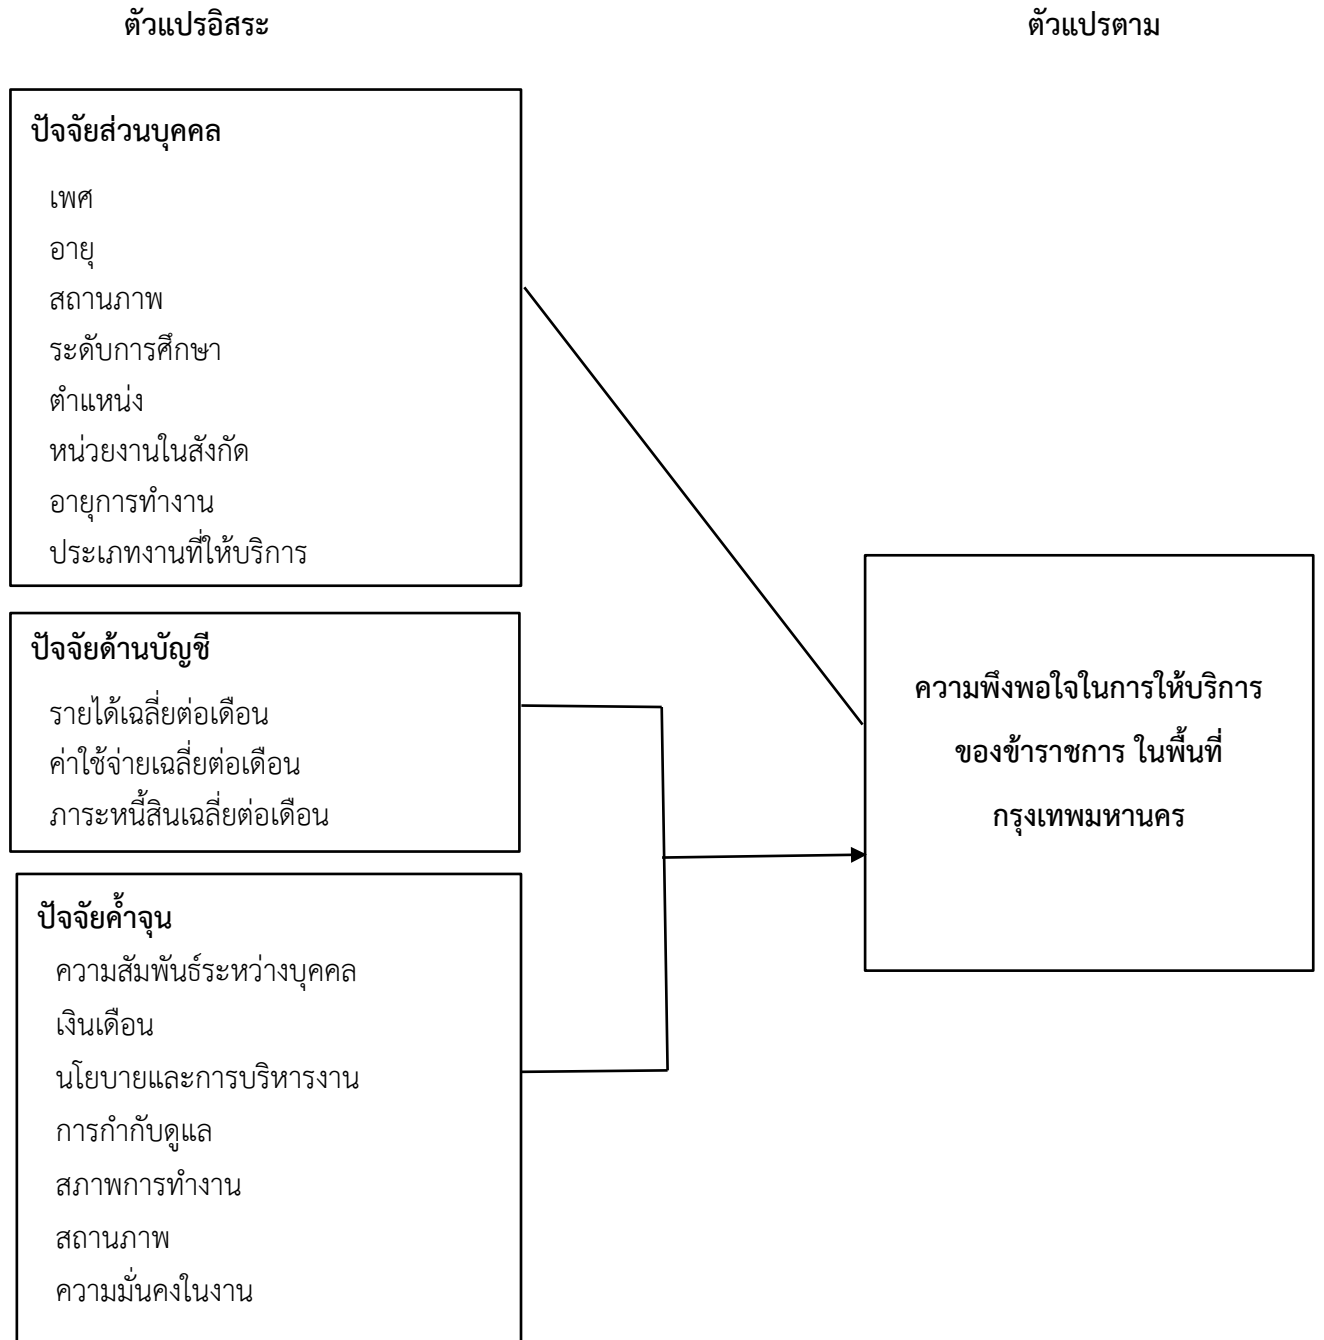 ตัวแปรอิสระ
ตัวแปรตาม
ปัจจัยส่วนบุคคล
เพศ
อายุ
สถานภาพ
ระดับการศึกษา
ตำแหน่ง
หน่วยงานในสังกัด
อายุการทำงาน
ประเภทงานที่ให้บริการ
ปัจจัยด้านบัญชี
รายได้เฉลี่ยต่อเดือน
ค่าใช้จ่ายเฉลี่ยต่อเดือน
ภาระหนี้สินเฉลี่ยต่อเดือน
ปัจจัยค้ำจุน
ความสัมพันธ์ระหว่างบุคคล
เงินเดือน
นโยบายและการบริหารงาน
การกำกับดูแล
สภาพการทำงาน
สถานภาพ
ความมั่นคงในงาน
ความพึงพอใจในการให้บริการ
ของข้าราชการ ในพื้นที่
กรุงเทพมหานคร